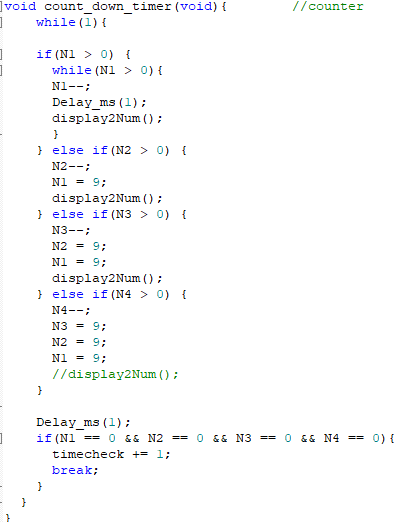 void count_down_timer(void){ //counter
while(1){
if(N1 > 0) {
while(N1 > 0){
N1--;
Delay_ms(1);
display2Num();
}
} else if(N2 > 0) {
N2--;
N1 = 9;
display2Num();
} else if(N3 > 0) {
N3--;
N2 = 9;
N1 = 9;
display2Num();
} else if(N4 > 0) {
N4--;
N3 = 9;
N2 = 9;
N1 = 9;
//display2Num();
}
Delay_ms(1);
if(N1 == 0 && N2 == 0 && N3 == 0 && N4 == 0){
timecheck += 1;
break;
}
}
}